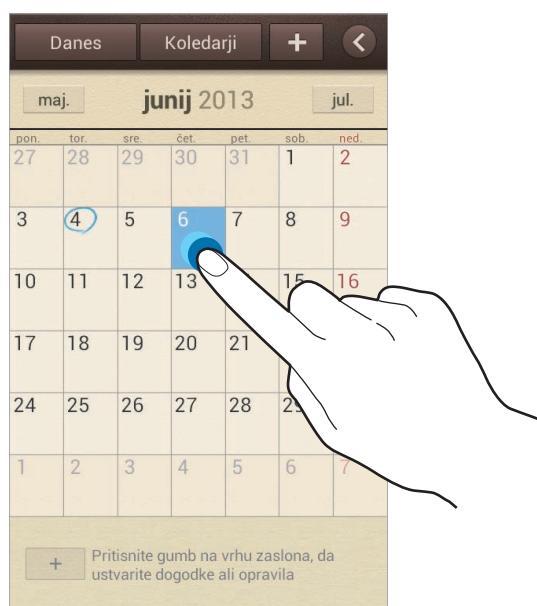 Danes Koledarji +
maj. junij 2013 jul.
pon. tor. sre. čet. pet. sob. ned.
27 28 29 30 31 1 2
3 4 5 6 7 8 9
10 11 12 13 15 16
17 18 19 20 21
24 25 26 27 28
1 2 3 4 5 6 7
+ Pritisnite gumb na vrhu zaslona, da
ustvarite dogodke ali opravila